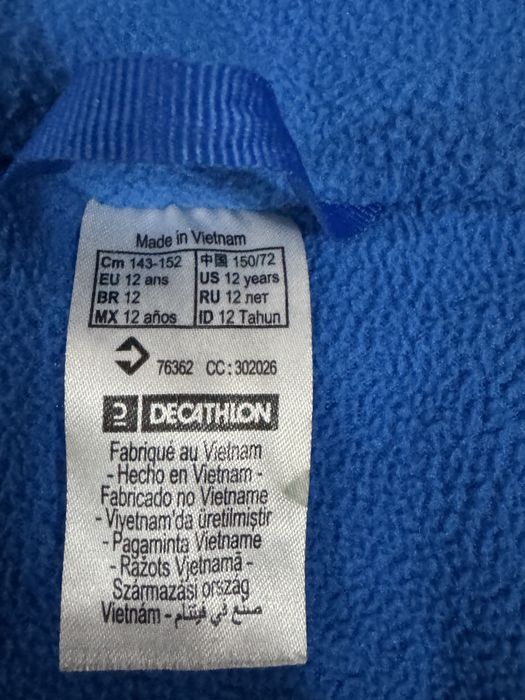 Made in Vietnam
Cm 143-152 中国 150/72
EU 12 ans US 12 years
BR 12 RU 12 лет
MX 12 años ID 12 Tahun
76362 CC: 302026
DECATHLON
Fabriqué au Vietnam
- Hecho en Vietnam -
Fabricado no Vietname
- Viyetnam'da üretilmiştir
- Pagaminta Vietname
- Ražots Vjetnamā -
Származási ország
Vietnám - صنع في فيتنام